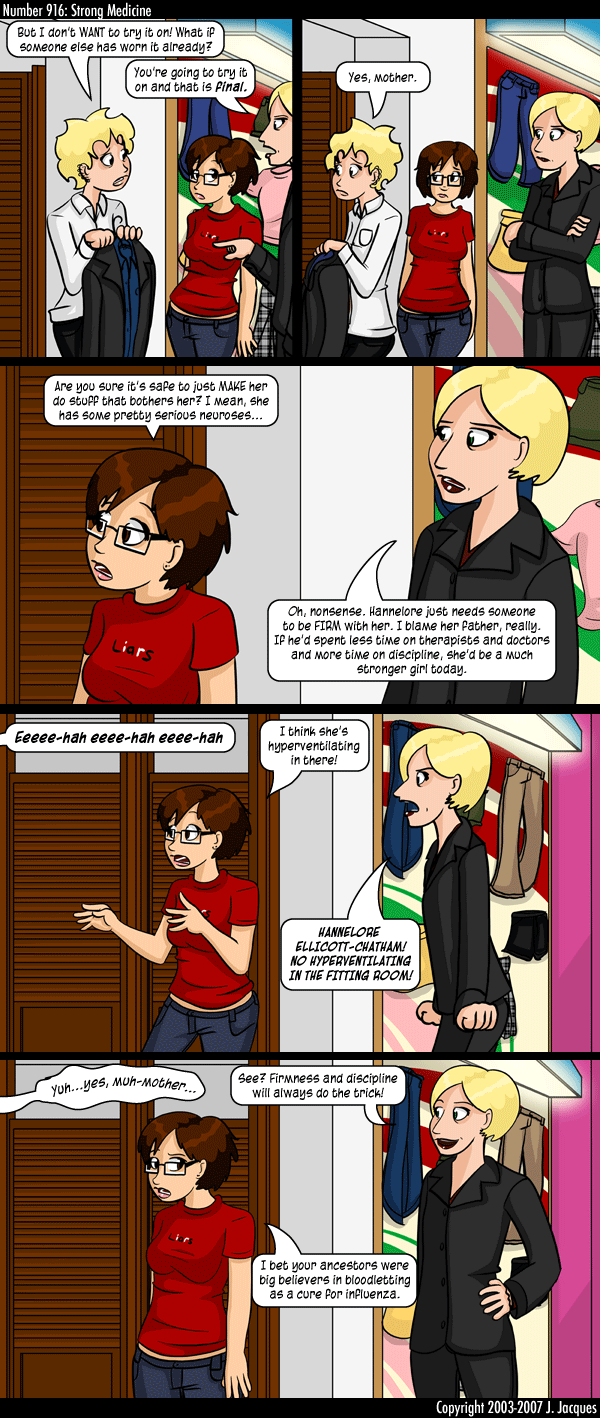 Number 916: Strong Medicine
But I don't WANT to try it on! What if
someone else has worn it already?
You're going to try it
on and that is final.
Liars
Yes, mother.
Liars
Are you sure it's safe to just MAKE her
do stuff that bothers her? I mean, she
has some pretty serious neuroses...
Liars
Oh, nonsense. Hannelore just needs someone
to be FIRM with her. I blame her father, really.
If he'd spent less time on therapists and doctors
and more time on discipline, she'd be a much
stronger girl today.
Eeeee-hah eeee-hah eeee-hah
I think she's
hyperventilating
in there!
Liars
HANNELORE
ELLICOTT-CHATHAM!
NO HYPERVENTILATING
IN THE FITTING ROOM!
Yuh...yes, muh-mother...
See? Firmness and discipline
will always do the trick!
Liars
I bet your ancestors were
big believers in bloodletting
as a cure for influenza.
Copyright 2003-2007 J. Jacques